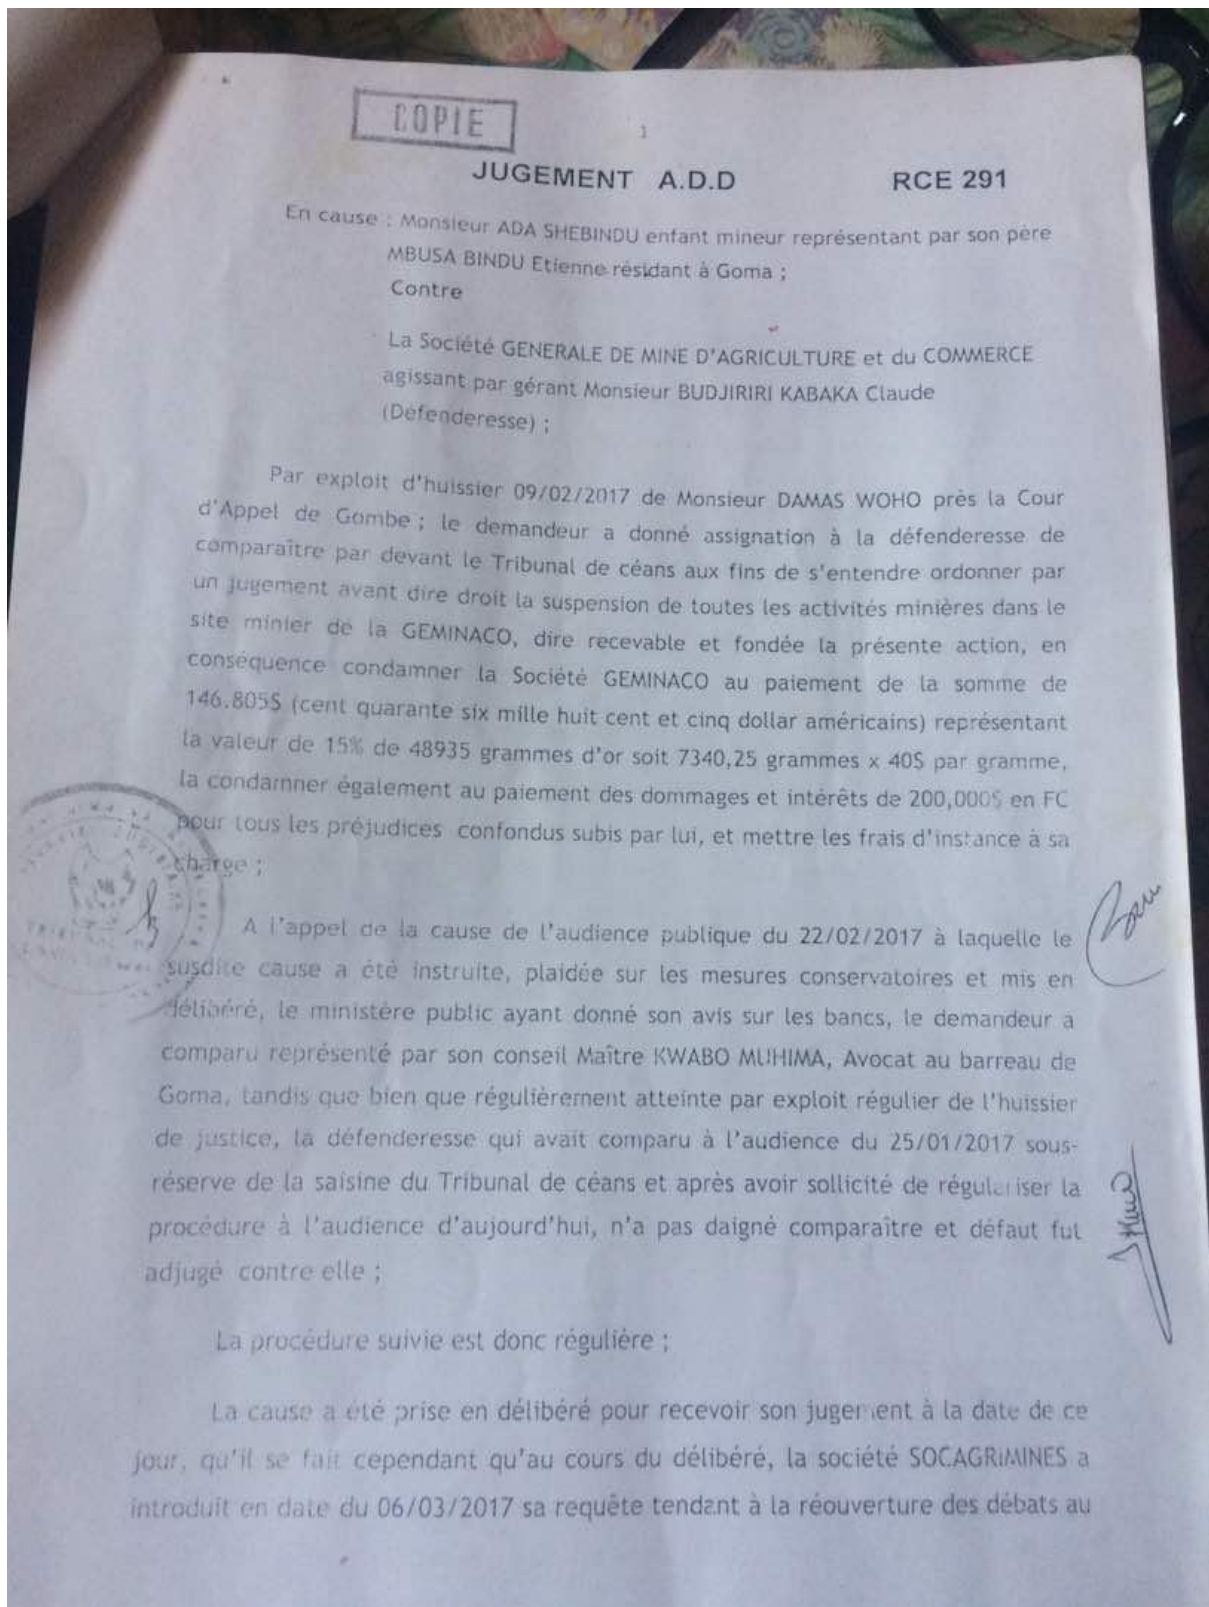 COPIE
1
JUGEMENT A.D.D RCE 291
En cause : Monsieur ADA SHEBINDU enfant mineur représentant par son père
MBUSA BINDU Etienne résidant à Goma ;
Contre
La Société GENERALE DE MINE D'AGRICULTURE et du COMMERCE
agissant par gérant Monsieur BUDJIRIRI KABAKA Claude
(Défenderesse) ;
Par exploit d'huissier 09/02/2017 de Monsieur DAMAS WOHO près la Cour
d'Appel de Gombe ; le demandeur a donné assignation à la défenderesse de
comparaître par devant le Tribunal de céans aux fins de s'entendre ordonner par
un jugement avant dire droit la suspension de toutes les activités minières dans le
site minier de la GEMINACO, dire recevable et fondée la présente action, en
conséquence condamner la Société GEMINACO au paiement de la somme de
146.805$ (cent quarante six mille huit cent et cinq dollar américains) représentant
la valeur de 15% de 48935 grammes d'or soit 7340,25 grammes x 40$ par gramme,
la condamner également au paiement des dommages et intérêts de 200,000$ en FC
pour tous les préjudices confondus subis par lui, et mettre les frais d'instance à sa
charge ;
A l'appel de la cause de l'audience publique du 22/02/2017 à laquelle le
susdite cause a été instruite, plaidée sur les mesures conservatoires et mis en
délibéré, le ministère public ayant donné son avis sur les bancs, le demandeur a
comparu représenté par son conseil Maître KWABO MUHIMA, Avocat au barreau de
Goma, tandis que bien que régulièrement atteinte par exploit régulier de l'huissier
de justice, la défenderesse qui avait comparu à l'audience du 25/01/2017 sous-
réserve de la saisine du Tribunal de céans et après avoir sollicité de régulariser la
procédure à l'audience d'aujourd'hui, n'a pas daigné comparaître et défaut fut
adjugé contre elle ;
La procédure suivie est donc régulière ;
La cause a été prise en délibéré pour recevoir son jugement à la date de ce
jour, qu'il se fait cependant qu'au cours du délibéré, la société SOCAGRIMINES a
introduit en date du 06/03/2017 sa requête tendant à la réouverture des débats au